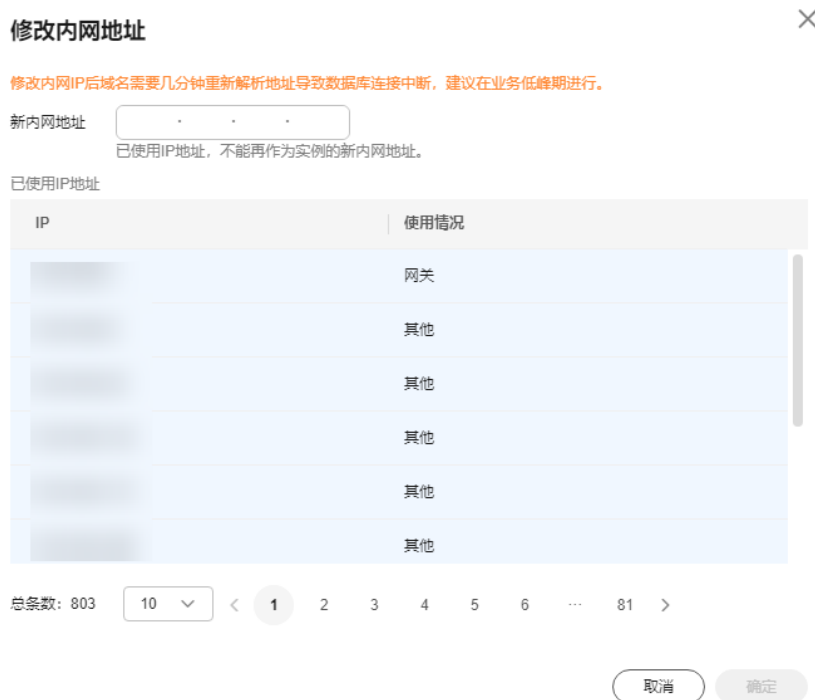 修改内网地址
修改内网IP后域名需要几分钟重新解析地址导致数据库连接中断，建议在业务低峰期进行。
新内网地址
已使用IP地址，不能再作为实例的新内网地址。
已使用IP地址
IP 使用情况
网关
其他
其他
其他
其他
其他
总条数：803 10 1 2 3 4 5 6 ... 81
取消 确定